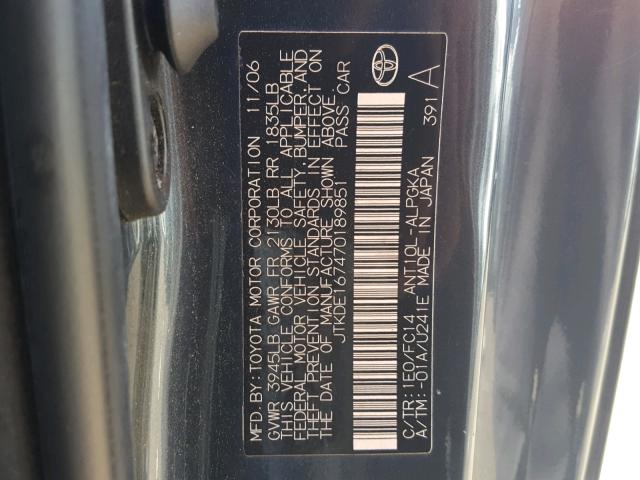 MFD. BY: TOYOTA MOTOR CORPORATION 11/06
GVWR 3945LB GAWR FR 2130LB RR 1835LB
THIS VEHICLE CONFORMS TO ALL APPLICABLE
FEDERAL MOTOR VEHICLE SAFETY, BUMPER, AND
THEFT PREVENTION STANDARDS IN EFFECT ON
THE DATE OF MANUFACTURE SHOWN ABOVE.
JTKDE167470189851 PASS CAR
C/TR: 1E0/FC14 ANT10L-ALPGKA 391 A
A/TM: -01A/U241E MADE IN JAPAN